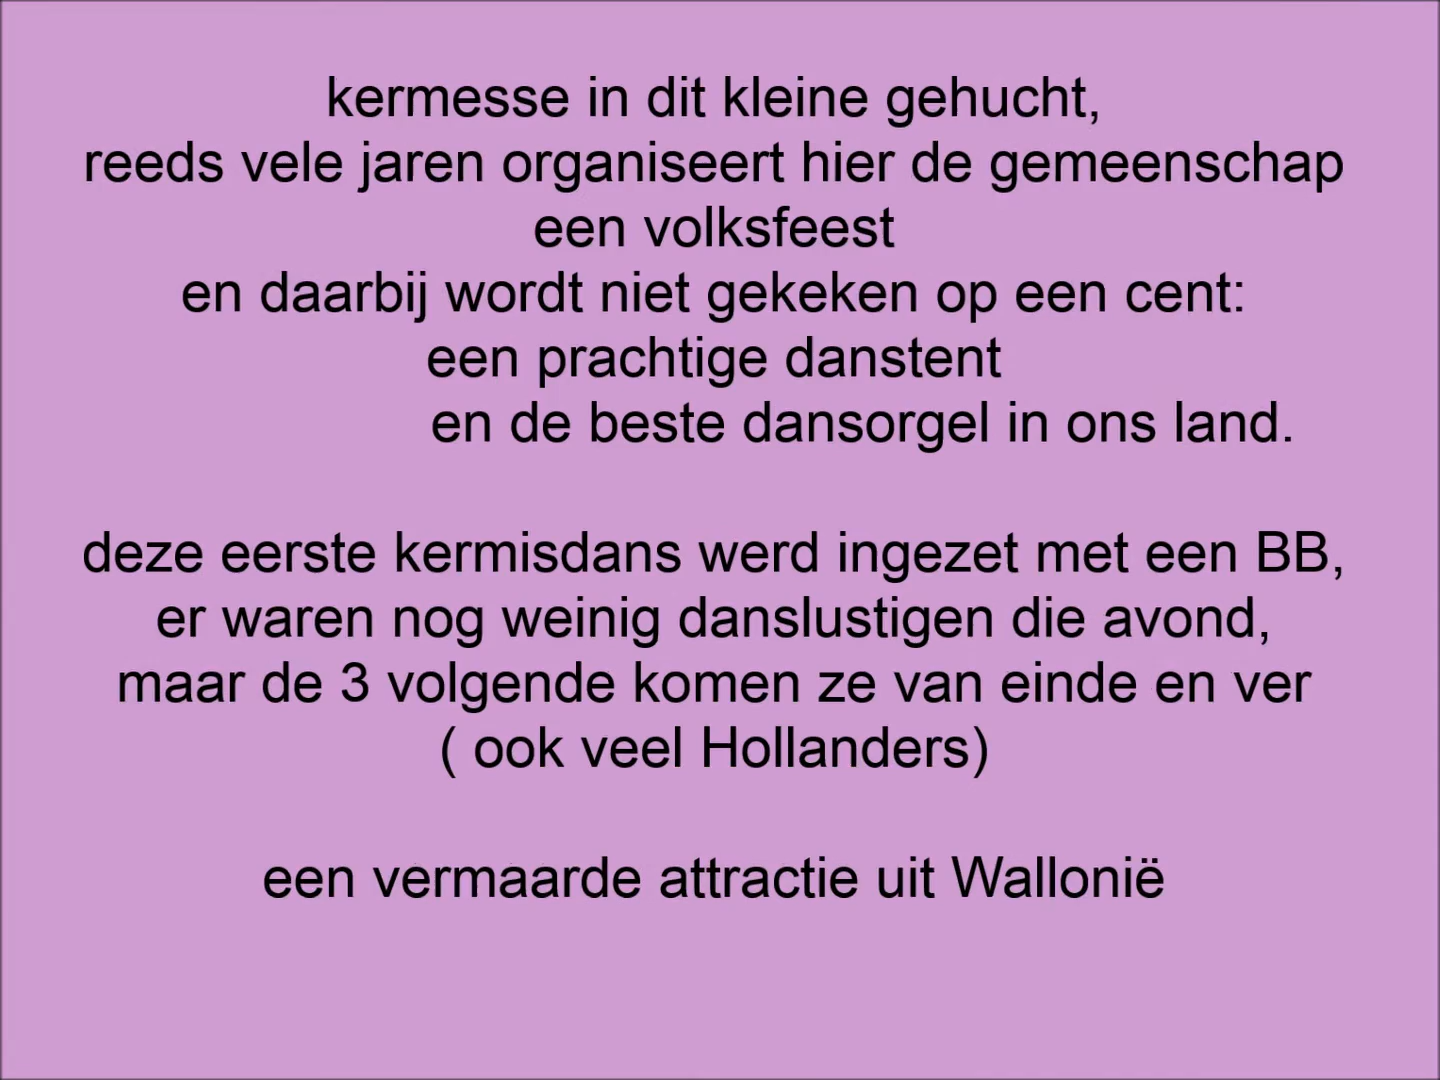 kermesse in dit kleine gehucht,
reeds vele jaren organiseert hier de gemeenschap
een volksfeest
en daarbij wordt niet gekeken op een cent:
een prachtige danstent
en de beste dansorgel in ons land.
deze eerste kermisdans werd ingezet met een BB,
er waren nog weinig danslustigen die avond,
maar de 3 volgende komen ze van einde en ver
( ook veel Hollanders)
een vermaarde attractie uit Wallonië